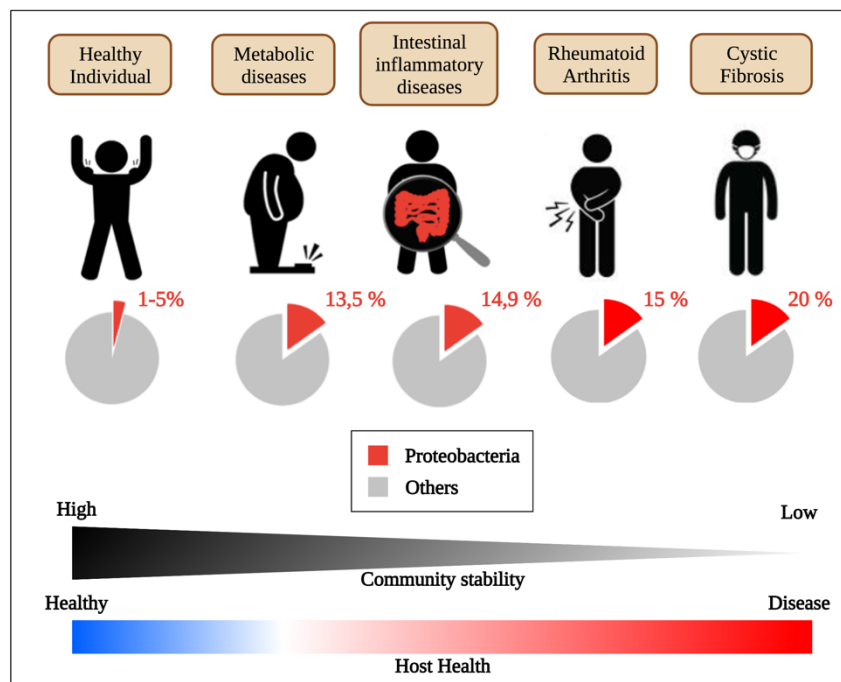 Healthy
Individual
Metabolic
diseases
Intestinal
inflammatory
diseases
Rheumatoid
Arthritis
Cystic
Fibrosis
1-5%
13,5 %
14,9 %
15 %
20 %
Proteobacteria
Others
High
Low
Community stability
Healthy
Disease
Host Health